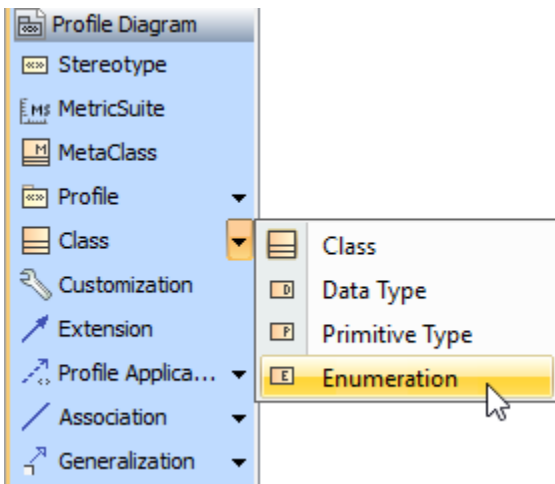 Profile Diagram
Stereotype
MS MetricSuite
M MetaClass
Profile
Class
Customization
Extension
Profile Applica...
Association
Generalization
Class
D Data Type
P Primitive Type
E Enumeration